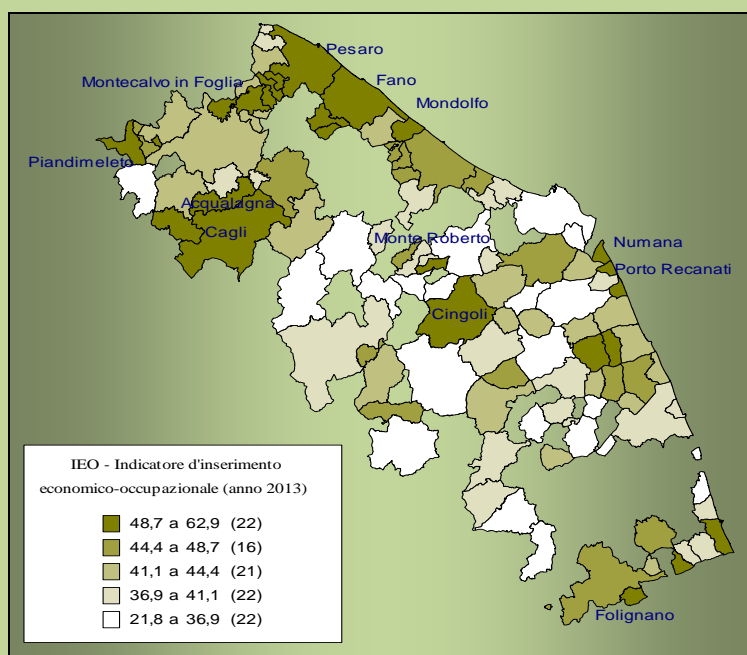 Pesaro
Montecalvo in Foglia
Fano
Mondolfo
Piandimeleto
Acqualagna
Cagli
Monte Roberto
Numana
Porto Recanati
Cingoli
Folignano
IEO - Indicatore d'inserimento
economico-occupazionale (anno 2013)
48,7 a 62,9 (22)
44,4 a 48,7 (16)
41,1 a 44,4 (21)
36,9 a 41,1 (22)
21,8 a 36,9 (22)